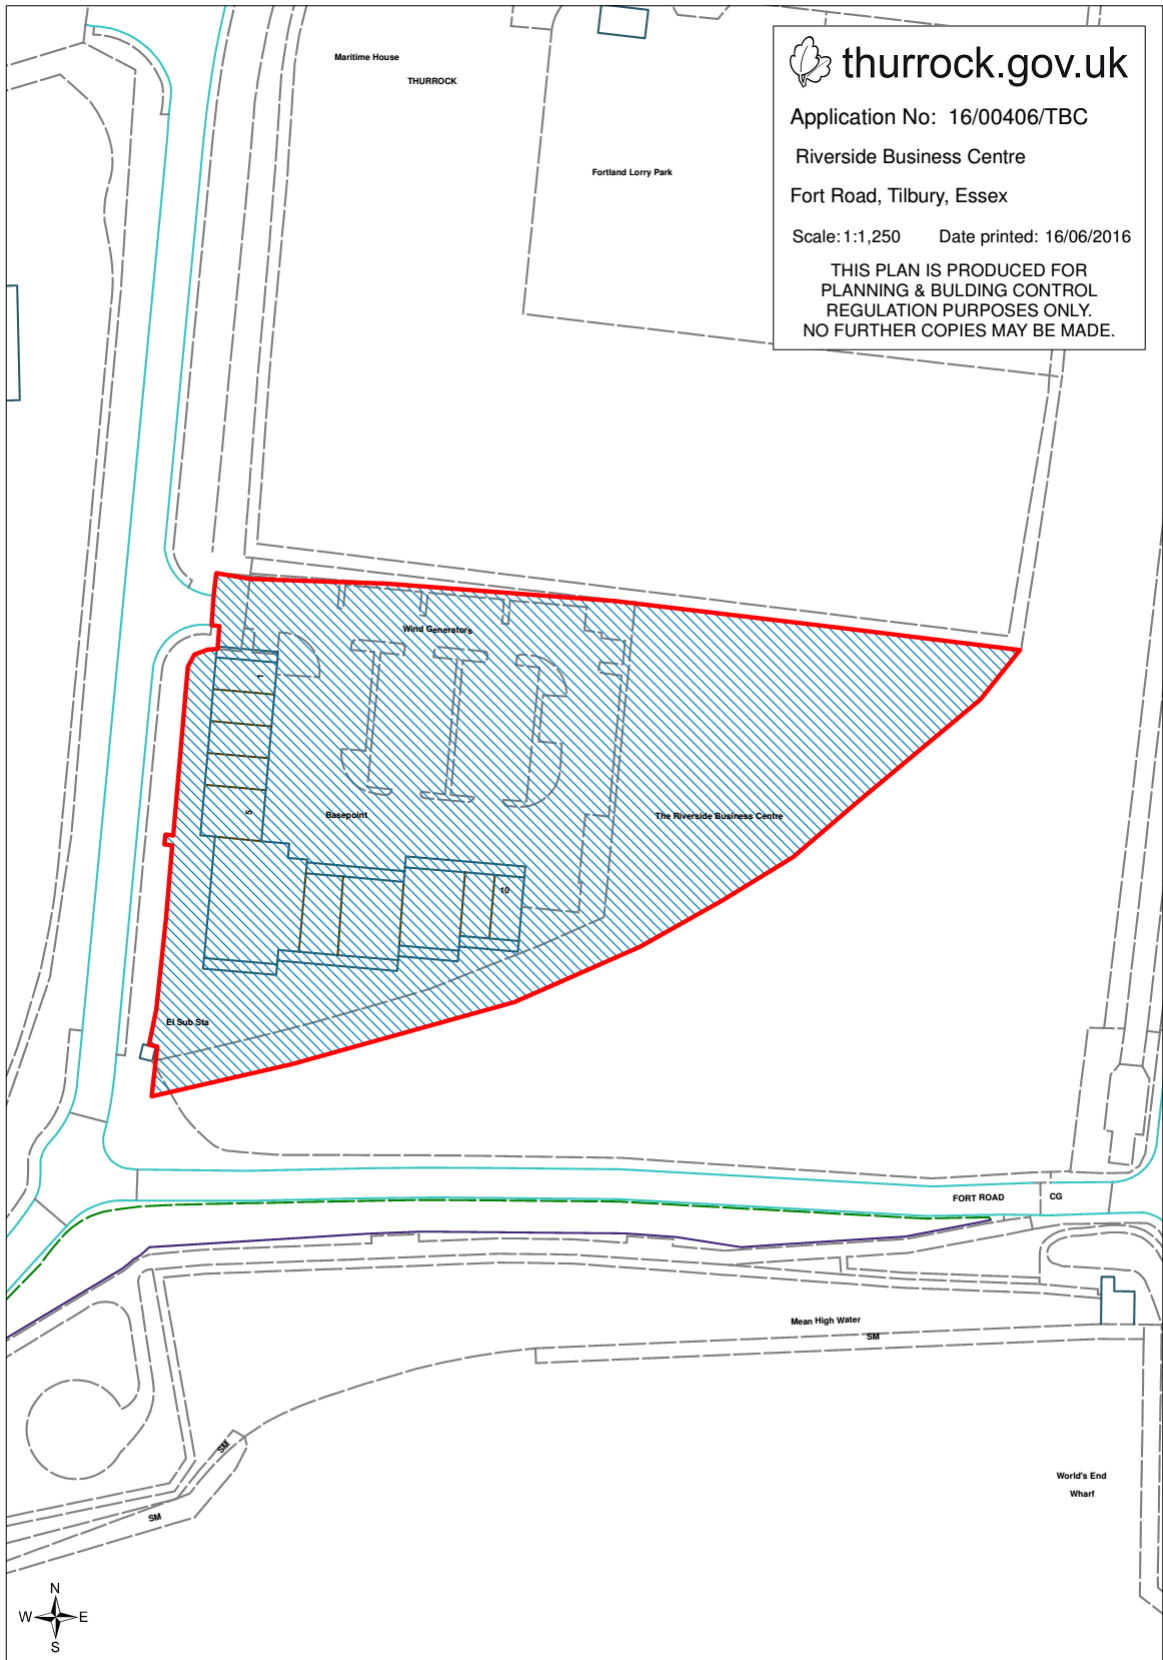 Maritime House
THURROCK
Fortland Lorry Park
thurrock.gov.uk
Application No: 16/00406/TBC
Riverside Business Centre
Fort Road, Tilbury, Essex
Scale: 1:1,250 Date printed: 16/06/2016
THIS PLAN IS PRODUCED FOR
PLANNING & BULDING CONTROL
REGULATION PURPOSES ONLY.
NO FURTHER COPIES MAY BE MADE.
Wind Generators
1
5
Basepoint
The Riverside Business Centre
10
El Sub Sta
FORT ROAD
CG
Mean High Water
SM
SM
SM
World's End
Wharf
N
W E
S